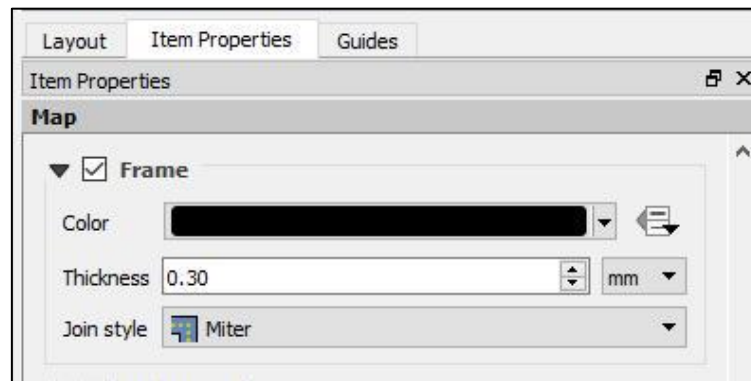 Layout Item Properties Guides
Item Properties
Map
Frame
Color
Thickness 0.30 mm
Join style Miter